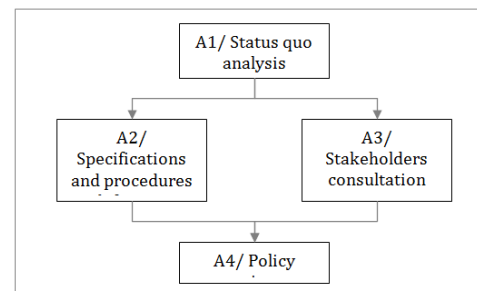 A1/ Status quo
analysis
A2/
Specifications
and procedures
A3/
Stakeholders
consultation
A4/ Policy